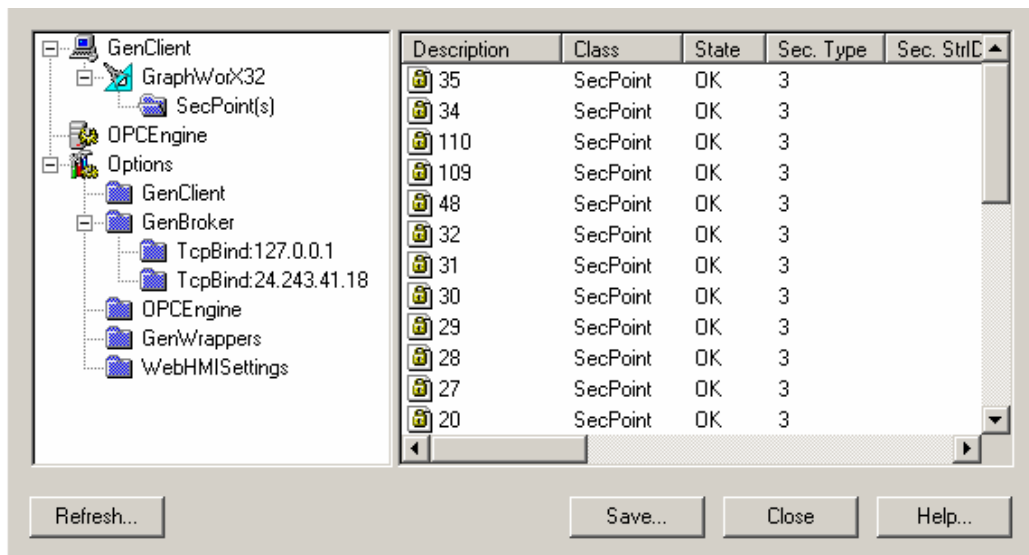 GenClient
GraphWorX32
SecPoint(s)
OPCEngine
Options
GenClient
GenBroker
TcpBind:127.0.0.1
TcpBind:24.243.41.18
OPCEngine
GenWrappers
WebHMISettings
Description Class State Sec. Type Sec. StrID
35 SecPoint OK 3
34 SecPoint OK 3
110 SecPoint OK 3
109 SecPoint OK 3
48 SecPoint OK 3
32 SecPoint OK 3
31 SecPoint OK 3
30 SecPoint OK 3
29 SecPoint OK 3
28 SecPoint OK 3
27 SecPoint OK 3
20 SecPoint OK 3
Refresh... Save... Close Help...